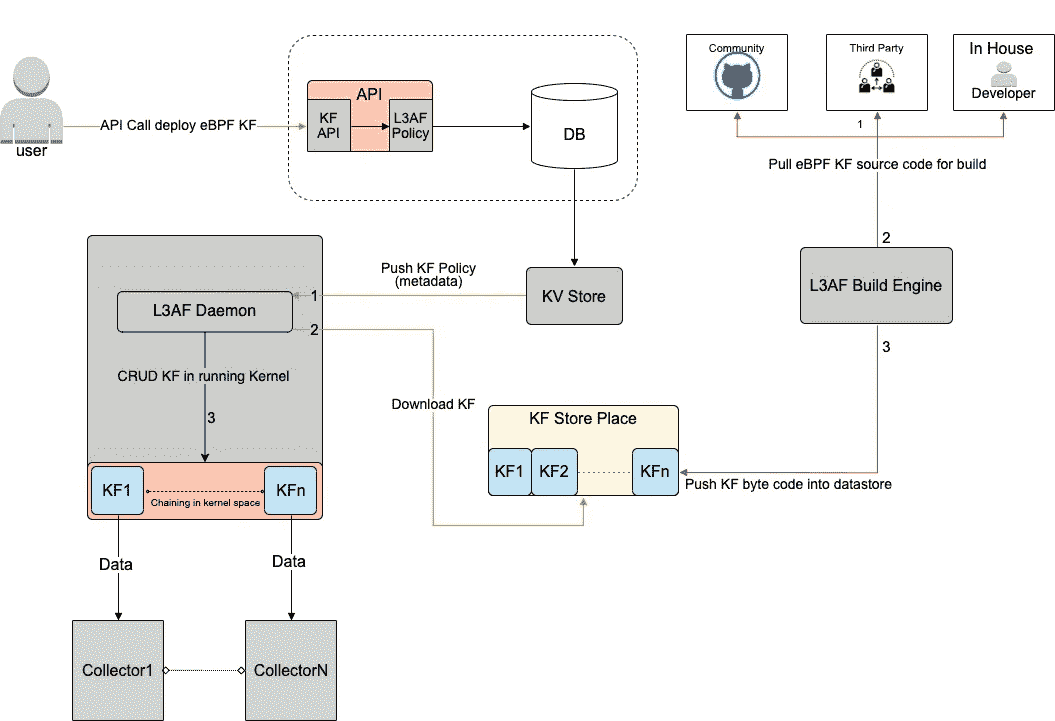 Community
Third Party
In House
Developer
API
KF
API
L3AF
Policy
DB
API Call deploy eBPF KF
user
1
Pull eBPF KF source code for build
2
L3AF Build Engine
3
Push KF Policy
(metadata)
KV Store
1
L3AF Daemon
2
CRUD KF in running Kernel
3
Download KF
KF Store Place
KF1
KF2
KFn
Push KF byte code into datastore
KF1
Chaining in kernel space
KFn
Data
Data
Collector1
CollectorN